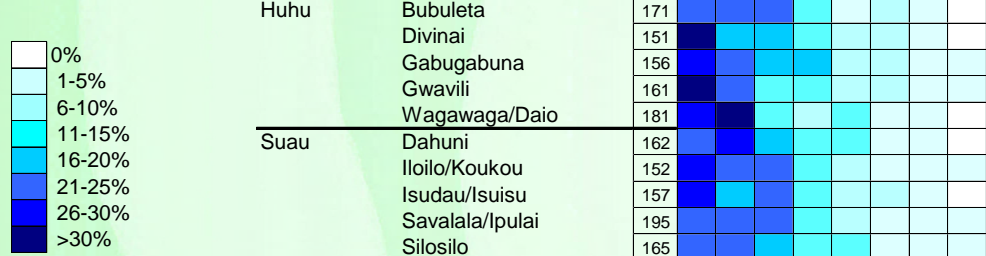 Huhu Bubuleta 171
Divinai 151
Gabugabuna 156
Gwavili 161
Wagawaga/Daio 181
Suau Dahuni 162
Iloilo/Koukou 152
Isudau/Isuisu 157
Savalala/Ipulai 195
Silosilo 165
0%
1-5%
6-10%
11-15%
16-20%
21-25%
26-30%
>30%